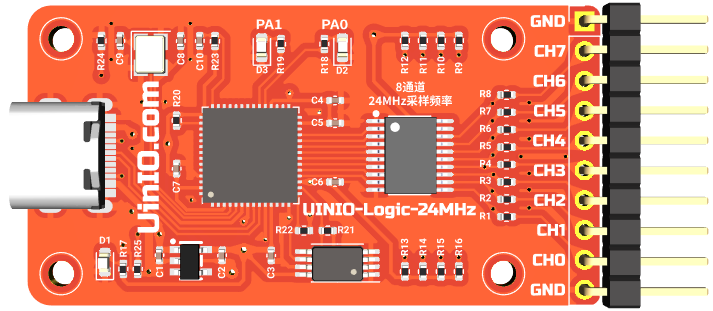 PA1
PA0
GND
CH7
CH6
CH5
CH4
CH3
CH2
CH1
CH0
GND
R24
C9
C8
C10
R23
D3
R19
R18
D2
R12
R11
R10
R9
8通道
24MHz采样频率
UinIO.com
R20
C4
C5
C7
C6
R8
R7
R6
R5
R4
R3
R2
R1
UINIO-Logic-24MHz
R22
R21
D1
R17
R25
C1
C2
C3
R13
R14
R15
R16